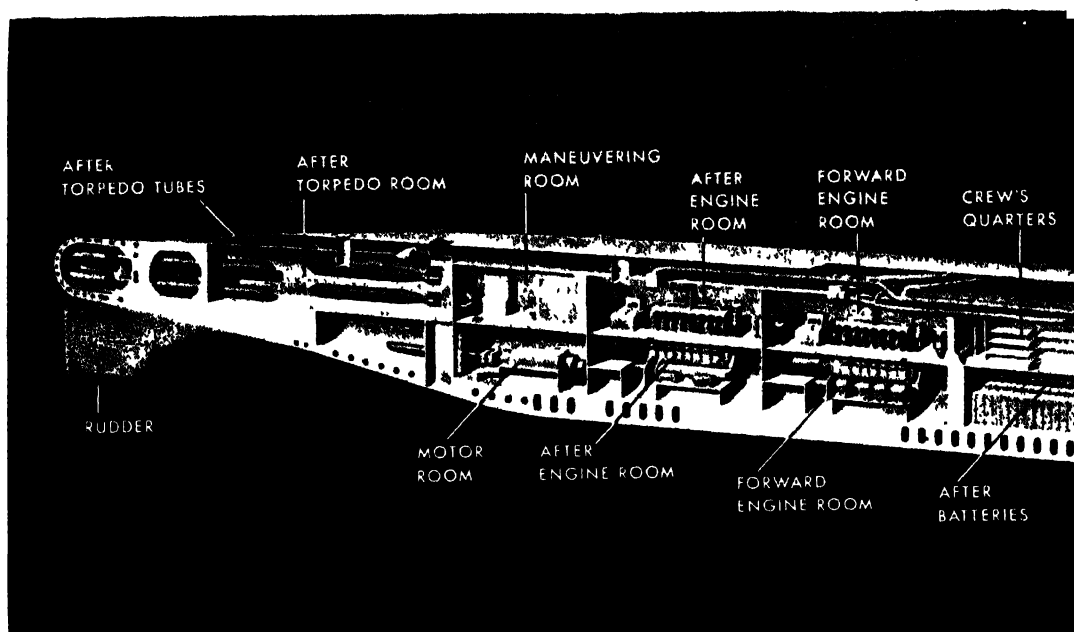 AFTER
TORPEDO TUBES
AFTER
TORPEDO ROOM
MANEUVERING
ROOM
AFTER
ENGINE
ROOM
FORWARD
ENGINE
ROOM
CREW'S
QUARTERS
RUDDER
MOTOR
ROOM
AFTER
ENGINE ROOM
FORWARD
ENGINE ROOM
AFTER
BATTERIES